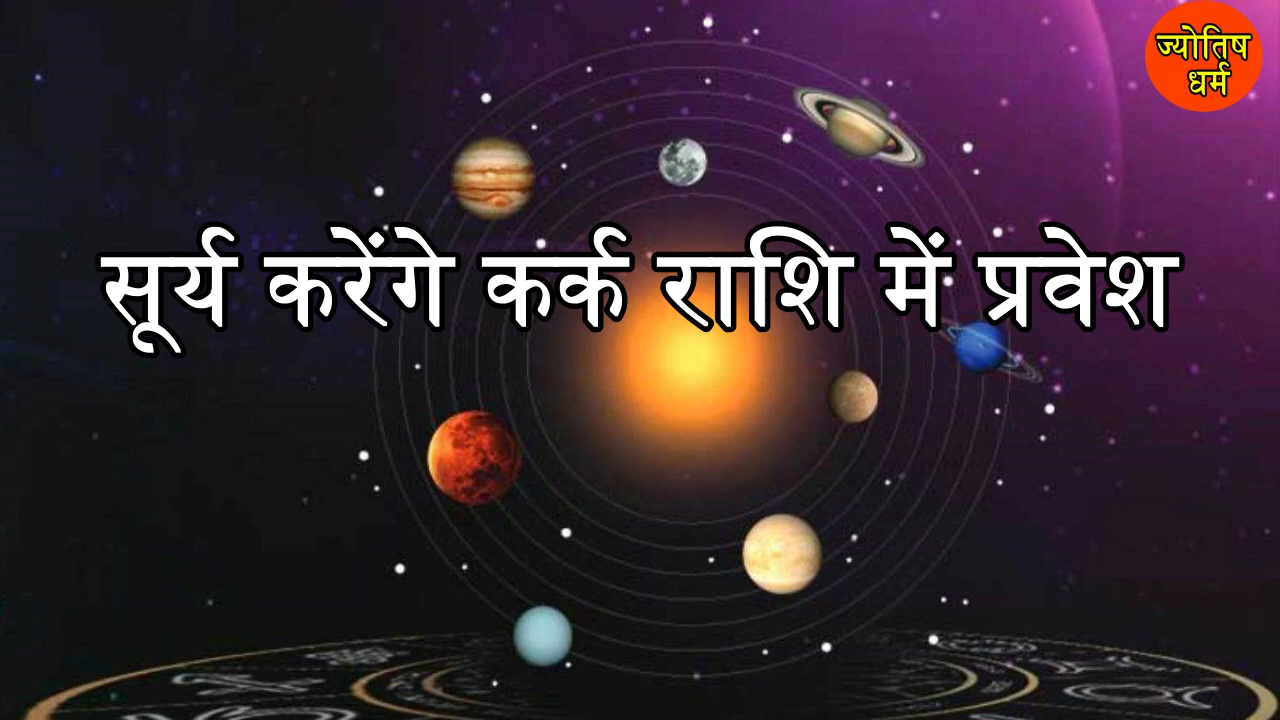 ज्योतिष
धर्म
सूर्य करेंगे कर्क राशि में प्रवेश